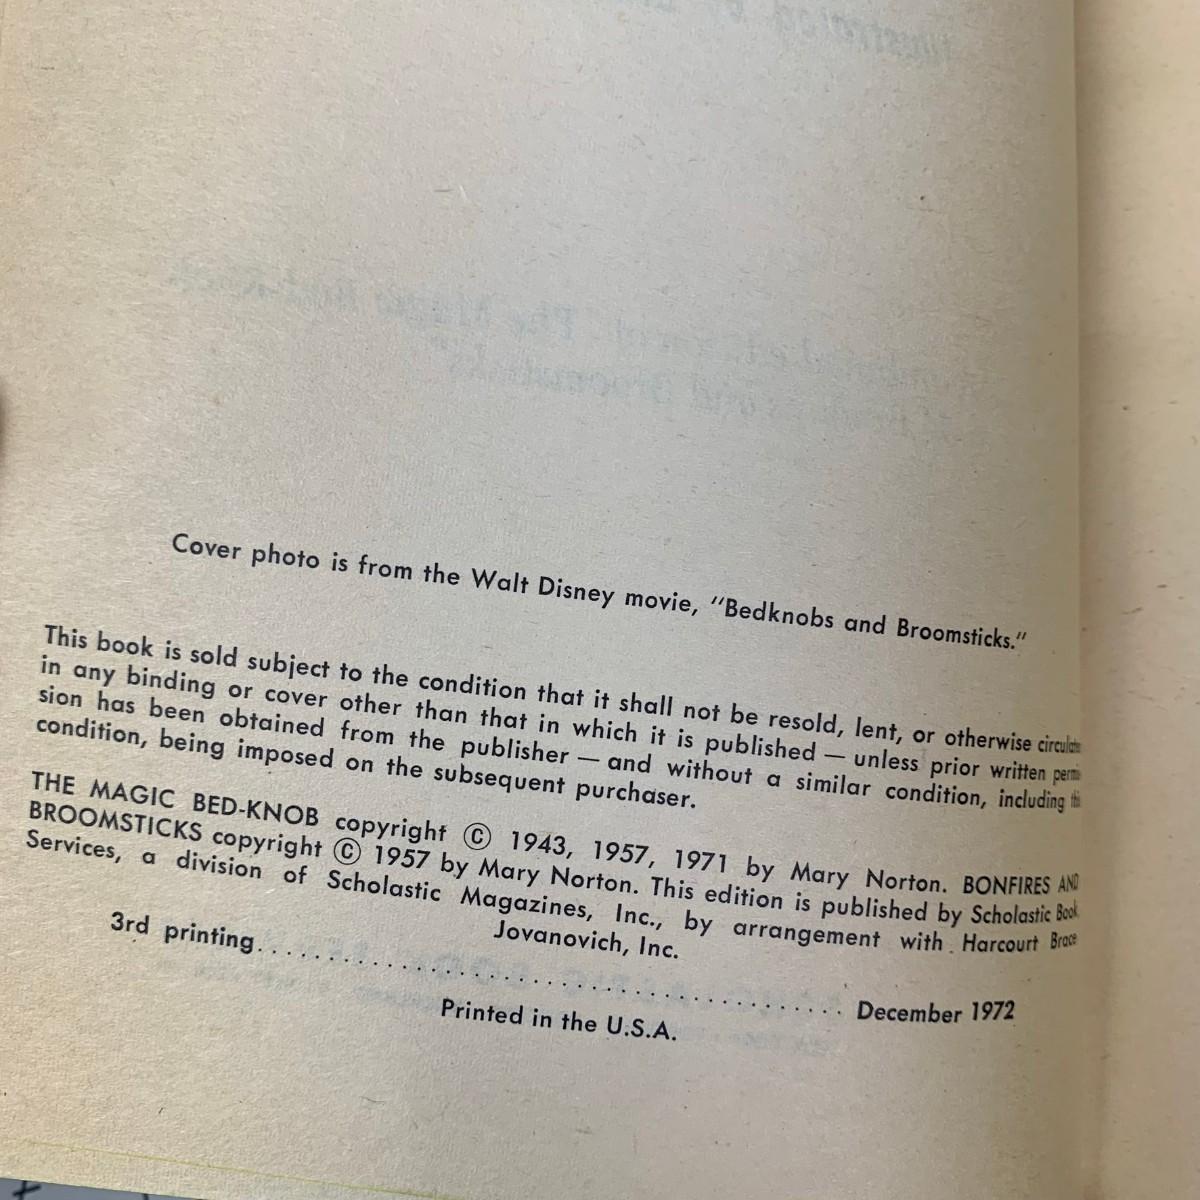 Cover photo is from the Walt Disney movie, "Bedknobs and Broomsticks."
This book is sold subject to the condition that it shall not be resold, lent, or otherwise
in any binding or cover other than that in which it is published — unless prior written
sion has been obtained from the publisher — and without a similar condition, including
condition, being imposed on the subsequent purchaser.
THE MAGIC BED-KNOB copyright © 1943, 1957, 1971 by Mary Norton. BONFIRES AND
BROOMSTICKS copyright © 1957 by Mary Norton. This edition is published by Scholastic Book
Services, a division of Scholastic Magazines, Inc., by arrangement with Harcourt Brace
Jovanovich, Inc.
3rd printing........................................ December 1972
Printed in the U.S.A.